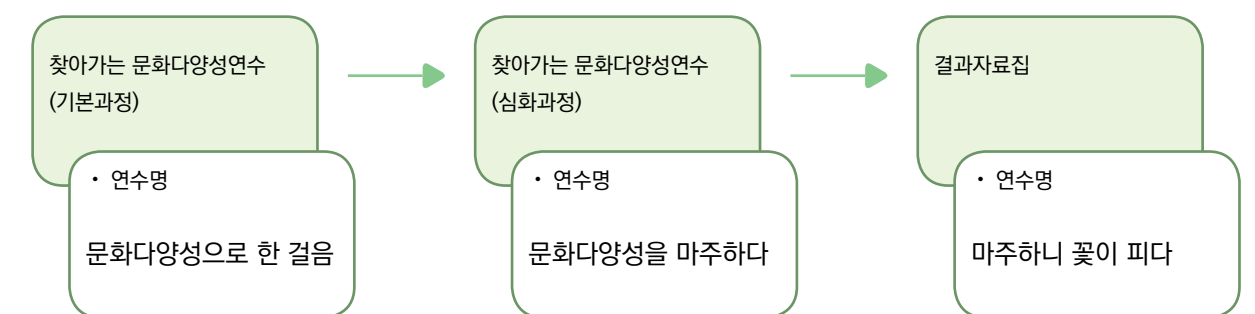 찾아가는 문화다양성연수
(기본과정)
• 연수명
문화다양성으로 한 걸음
찾아가는 문화다양성연수
(심화과정)
• 연수명
문화다양성을 마주하다
결과자료집
• 연수명
마주하니 꽃이 피다